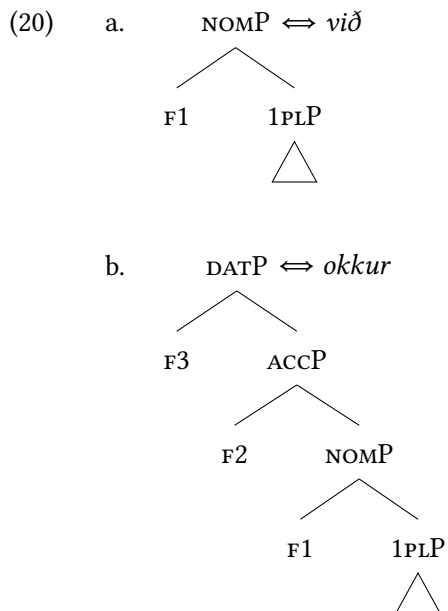 (20) a. NOMP ⇔ við
F1 1PLP
b. DATP ⇔ okkur
F3 ACCP
F2 NOMP
F1 1PLP